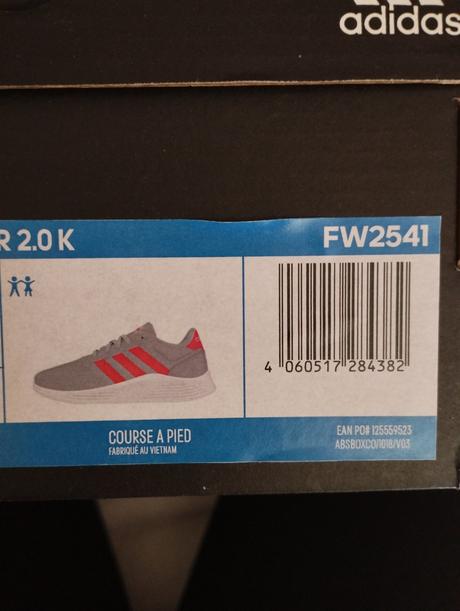 adidas
R 2.0 K
FW2541
4 060517 284382
COURSE A PIED
FABRIQUÉ AU VIETNAM
EAN PO# 125559523
ABSBOXCO/1018/V03